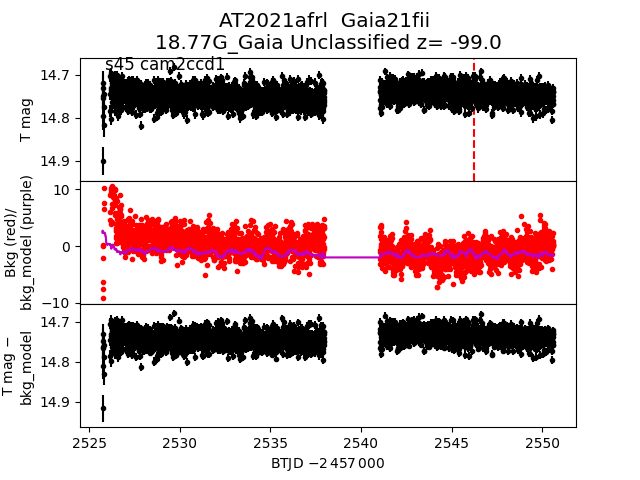 AT2021afrl  Gaia21fii
18.77G_Gaia Unclassified z= -99.0
s45 cam2ccd1
14.7
14.8
14.9
T mag
10
0
−10
Bkg (red)/
bkg_model (purple)
14.7
14.8
14.9
T mag −
bkg_model
2525
2530
2535
2540
2545
2550
BTJD −2 457 000